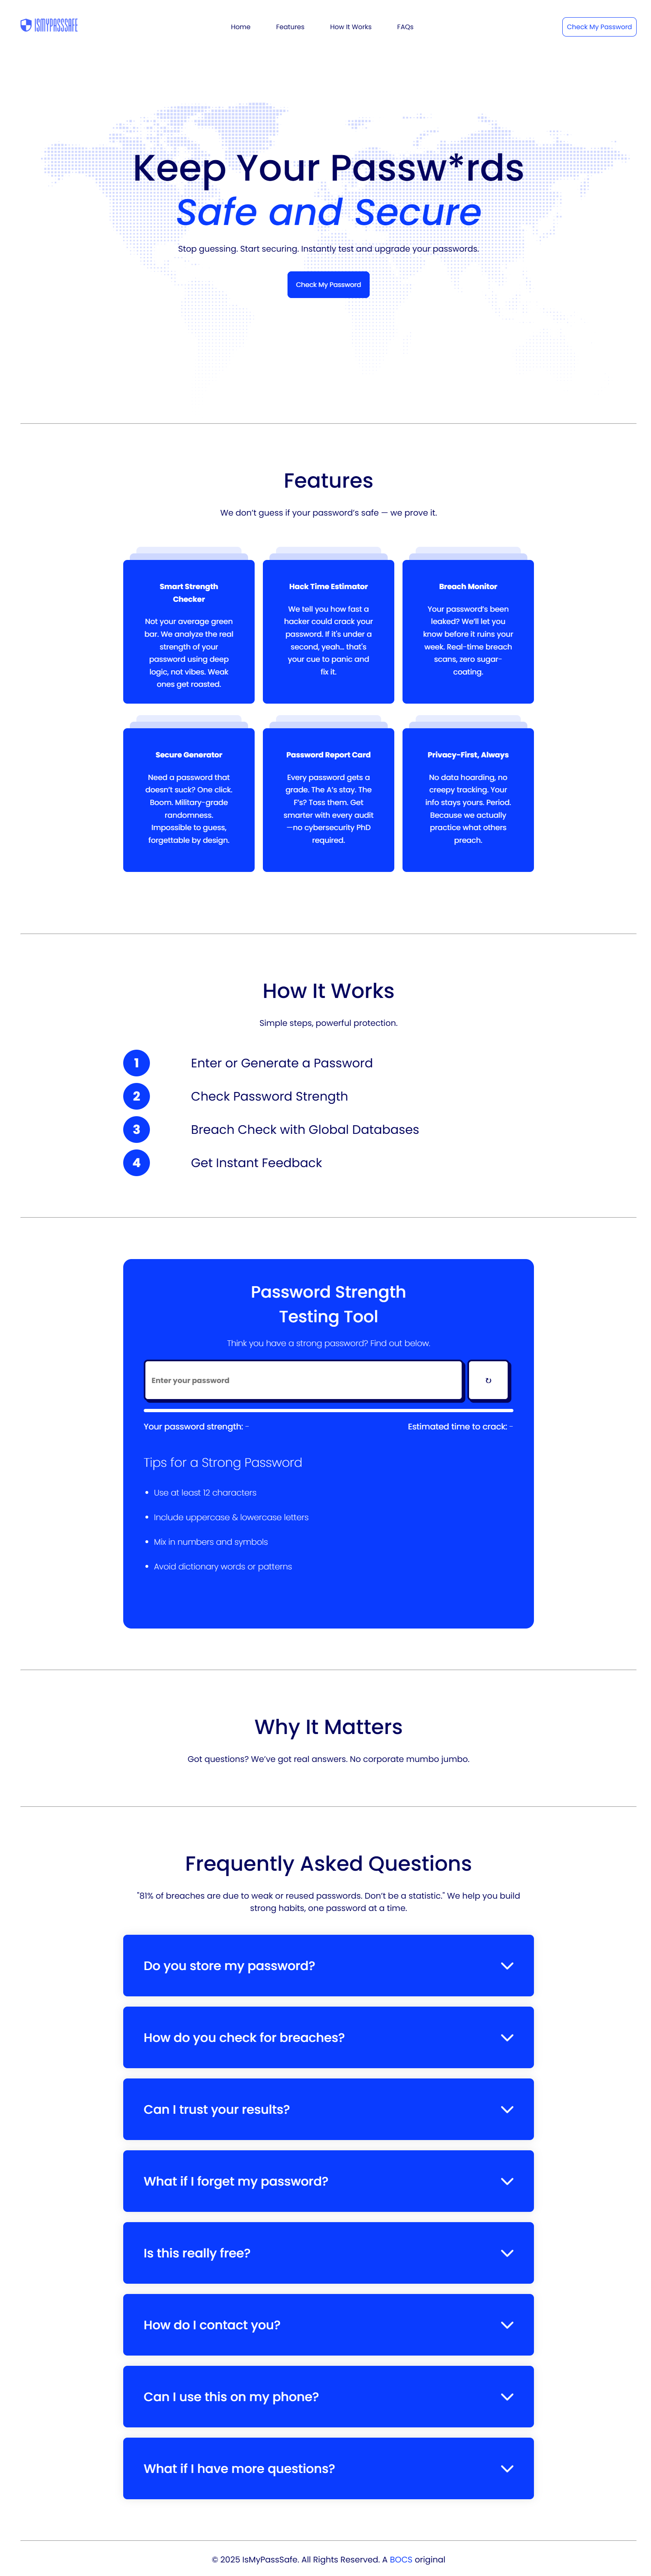 ISMYPASSSAFE
Home
Features
How It Works
FAQs
Check My Password
Keep Your Passw*rds
Safe and Secure
Stop guessing. Start securing. Instantly test and upgrade your passwords.
Check My Password
Features
We don't guess if your password's safe — we prove it.
Smart Strength
Checker
Not your average green
bar. We analyze the real
strength of your
password using deep
logic, not vibes. Weak
ones get roasted.
Hack Time Estimator
We tell you how fast a
hacker could crack your
password. If it's under a
second, yeah... that's
your cue to panic and
fix it.
Breach Monitor
Your password's been
leaked? We'll let you
know before it ruins your
week. Real-time breach
scans, zero sugar-
coating.
Secure Generator
Need a password that
doesn't suck? One click.
Boom. Military-grade
randomness.
Impossible to guess,
forgettable by design.
Password Report Card
Every password gets a
grade. The A's stay. The
F's? Toss them. Get
smarter with every audit
—no cybersecurity PhD
required.
Privacy-First, Always
No data hoarding, no
creepy tracking. Your
info stays yours. Period.
Because we actually
practice what others
preach.
How It Works
Simple steps, powerful protection.
1 Enter or Generate a Password
2 Check Password Strength
3 Breach Check with Global Databases
4 Get Instant Feedback
Password Strength
Testing Tool
Think you have a strong password? Find out below.
Enter your password
↻
Your password strength: -
Estimated time to crack: -
Tips for a Strong Password
• Use at least 12 characters
• Include uppercase & lowercase letters
• Mix in numbers and symbols
• Avoid dictionary words or patterns
Why It Matters
Got questions? We've got real answers. No corporate mumbo jumbo.
Frequently Asked Questions
"81% of breaches are due to weak or reused passwords. Don't be a statistic." We help you build
strong habits, one password at a time.
Do you store my password?
How do you check for breaches?
Can I trust your results?
What if I forget my password?
Is this really free?
How do I contact you?
Can I use this on my phone?
What if I have more questions?
© 2025 IsMyPassSafe. All Rights Reserved. A BOCS original